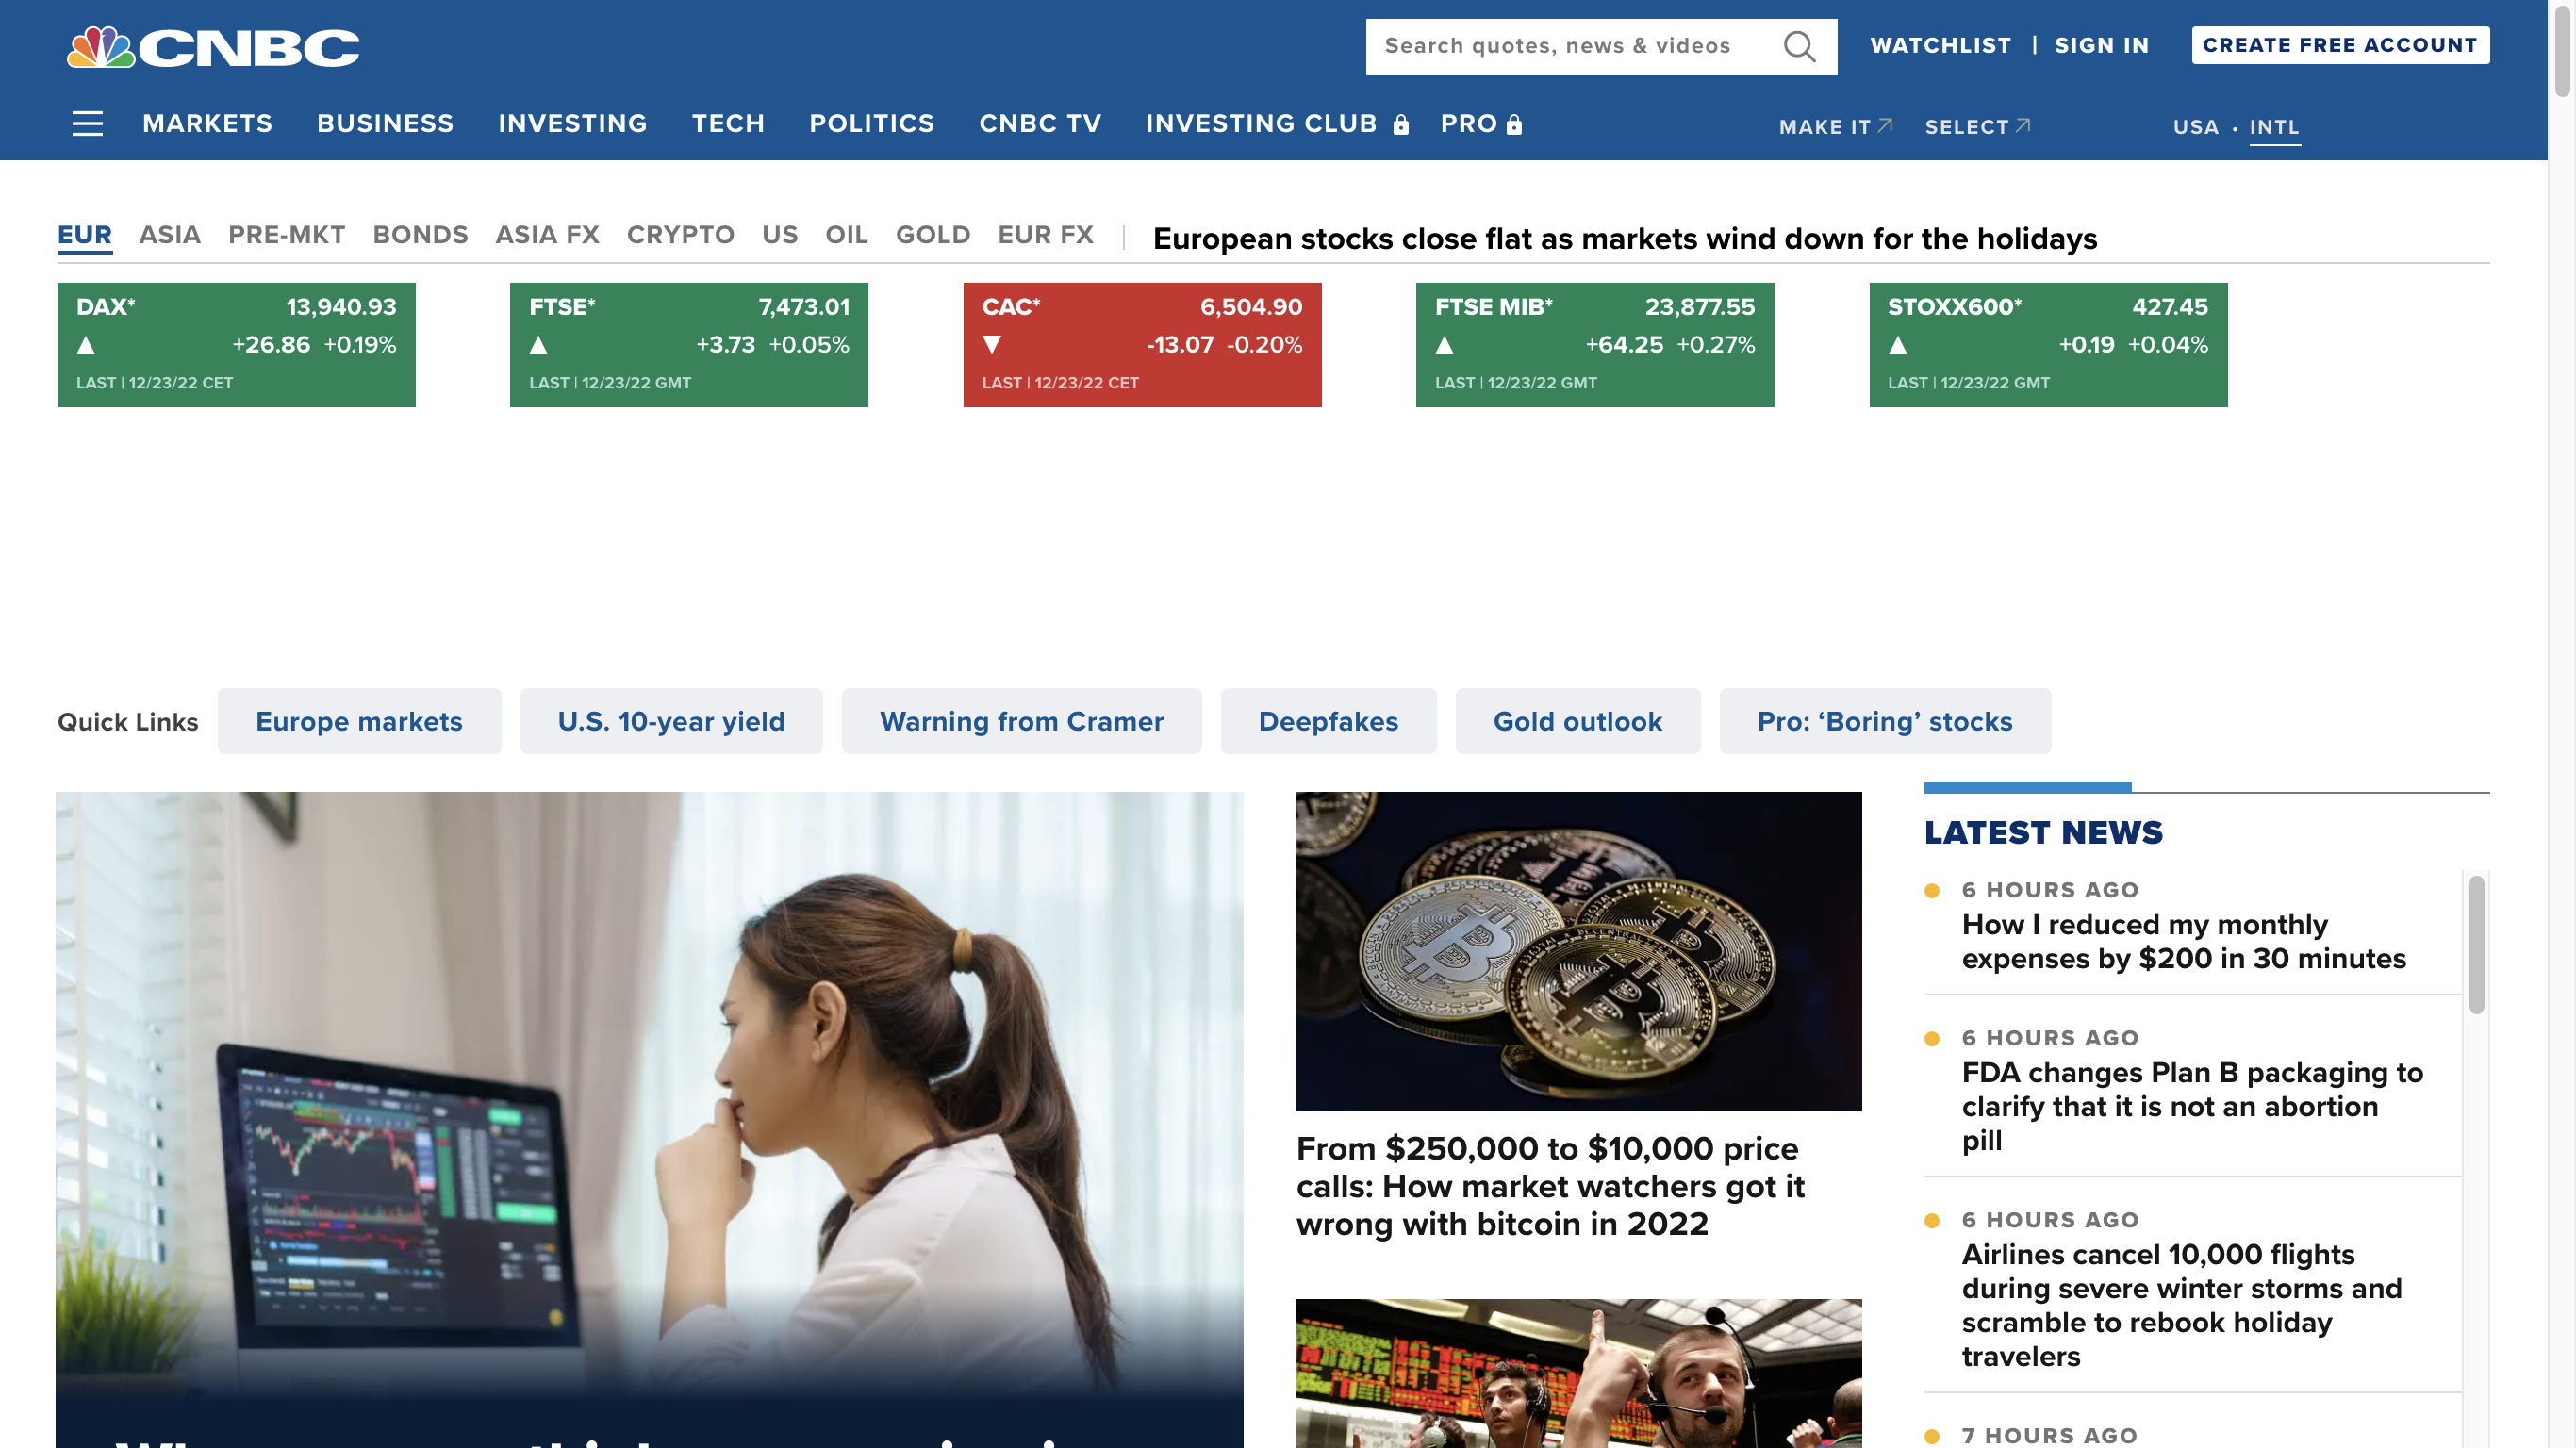 CNBC
Search quotes, news & videos
WATCHLIST | SIGN IN
CREATE FREE ACCOUNT
MARKETS BUSINESS INVESTING TECH POLITICS CNBC TV INVESTING CLUB PRO
MAKE IT SELECT
USA • INTL
EUR ASIA PRE-MKT BONDS ASIA FX CRYPTO US OIL GOLD EUR FX
European stocks close flat as markets wind down for the holidays
DAX* 13,940.93
▲ +26.86 +0.19%
LAST | 12/23/22 CET
FTSE* 7,473.01
▲ +3.73 +0.05%
LAST | 12/23/22 GMT
CAC* 6,504.90
▼ -13.07 -0.20%
LAST | 12/23/22 CET
FTSE MIB* 23,877.55
▲ +64.25 +0.27%
LAST | 12/23/22 GMT
STOXX600* 427.45
▲ +0.19 +0.04%
LAST | 12/23/22 GMT
Quick Links
Europe markets
U.S. 10-year yield
Warning from Cramer
Deepfakes
Gold outlook
Pro: ‘Boring’ stocks
From $250,000 to $10,000 price
calls: How market watchers got it
wrong with bitcoin in 2022
LATEST NEWS
6 HOURS AGO
How I reduced my monthly
expenses by $200 in 30 minutes
6 HOURS AGO
FDA changes Plan B packaging to
clarify that it is not an abortion
pill
6 HOURS AGO
Airlines cancel 10,000 flights
during severe winter storms and
scramble to rebook holiday
travelers
7 HOURS AGO